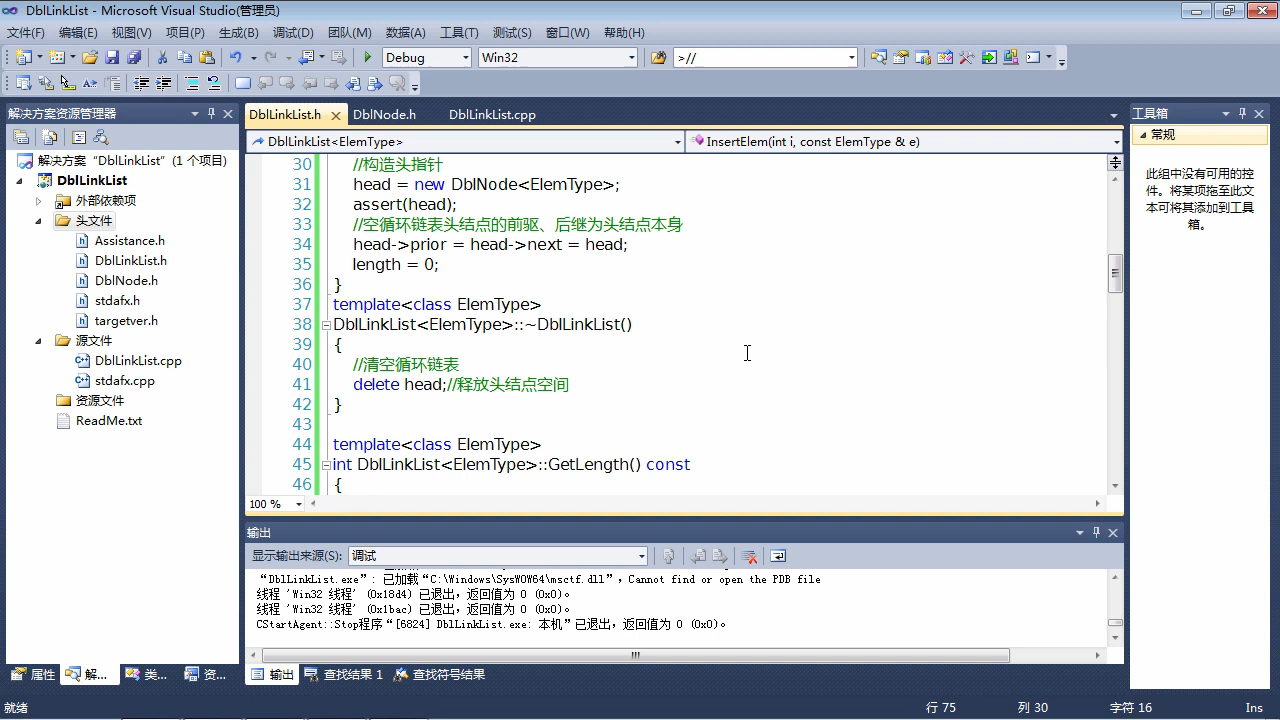 DblLinkList - Microsoft Visual Studio(管理员)
文件(F) 编辑(E) 视图(V) 项目(P) 生成(B) 调试(D) 团队(M) 数据(A) 工具(T) 测试(S) 窗口(W) 帮助(H)
Debug Win32 >//
解决方案资源管理器
解决方案“DblLinkList”(1 个项目)
DblLinkList
外部依赖项
头文件
Assistance.h
DblLinkList.h
DblNode.h
stdafx.h
targetver.h
源文件
DblLinkList.cpp
stdafx.cpp
资源文件
ReadMe.txt
属性 解... 类... 资...
DblLinkList.h DblNode.h DblLinkList.cpp
DblLinkList<ElemType> InsertElem(int i, const ElemType & e)
30 //构造头指针
31 head = new DblNode<ElemType>;
32 assert(head);
33 //空循环链表头结点的前驱、后继为头结点本身
34 head->prior = head->next = head;
35 length = 0;
36 }
37 template<class ElemType>
38 DblLinkList<ElemType>::~DblLinkList()
39 {
40 //清空循环链表
41 delete head;//释放头结点空间
42 }
43
44 template<class ElemType>
45 int DblLinkList<ElemType>::GetLength() const
46 {
100 %
输出
显示输出来源(S): 调试
“DblLinkList.exe”: 已加载“C:\Windows\SysWOW64\msctf.dll”,Cannot find or open the PDB file
线程 'Win32 线程' (0x18d4) 已退出，返回值为 0 (0x0)。
线程 'Win32 线程' (0x1bac) 已退出，返回值为 0 (0x0)。
CStartAgent::Stop程序“[6824] DblLinkList.exe: 本机”已退出，返回值为 0 (0x0)。
输出 查找结果 1 查找符号结果
工具箱
常规
此组中没有可用的控
件。将某项拖至此文
本可将其添加到工具
箱。
就绪 行 75 列 30 字符 16 Ins